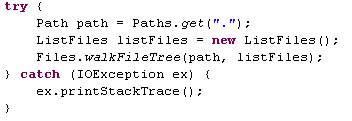 try {
    Path path = Paths.get(".");
    ListFiles listFiles = new ListFiles();
    Files.walkFileTree(path, listFiles);
} catch (IOException ex) {
    ex.printStackTrace();
}